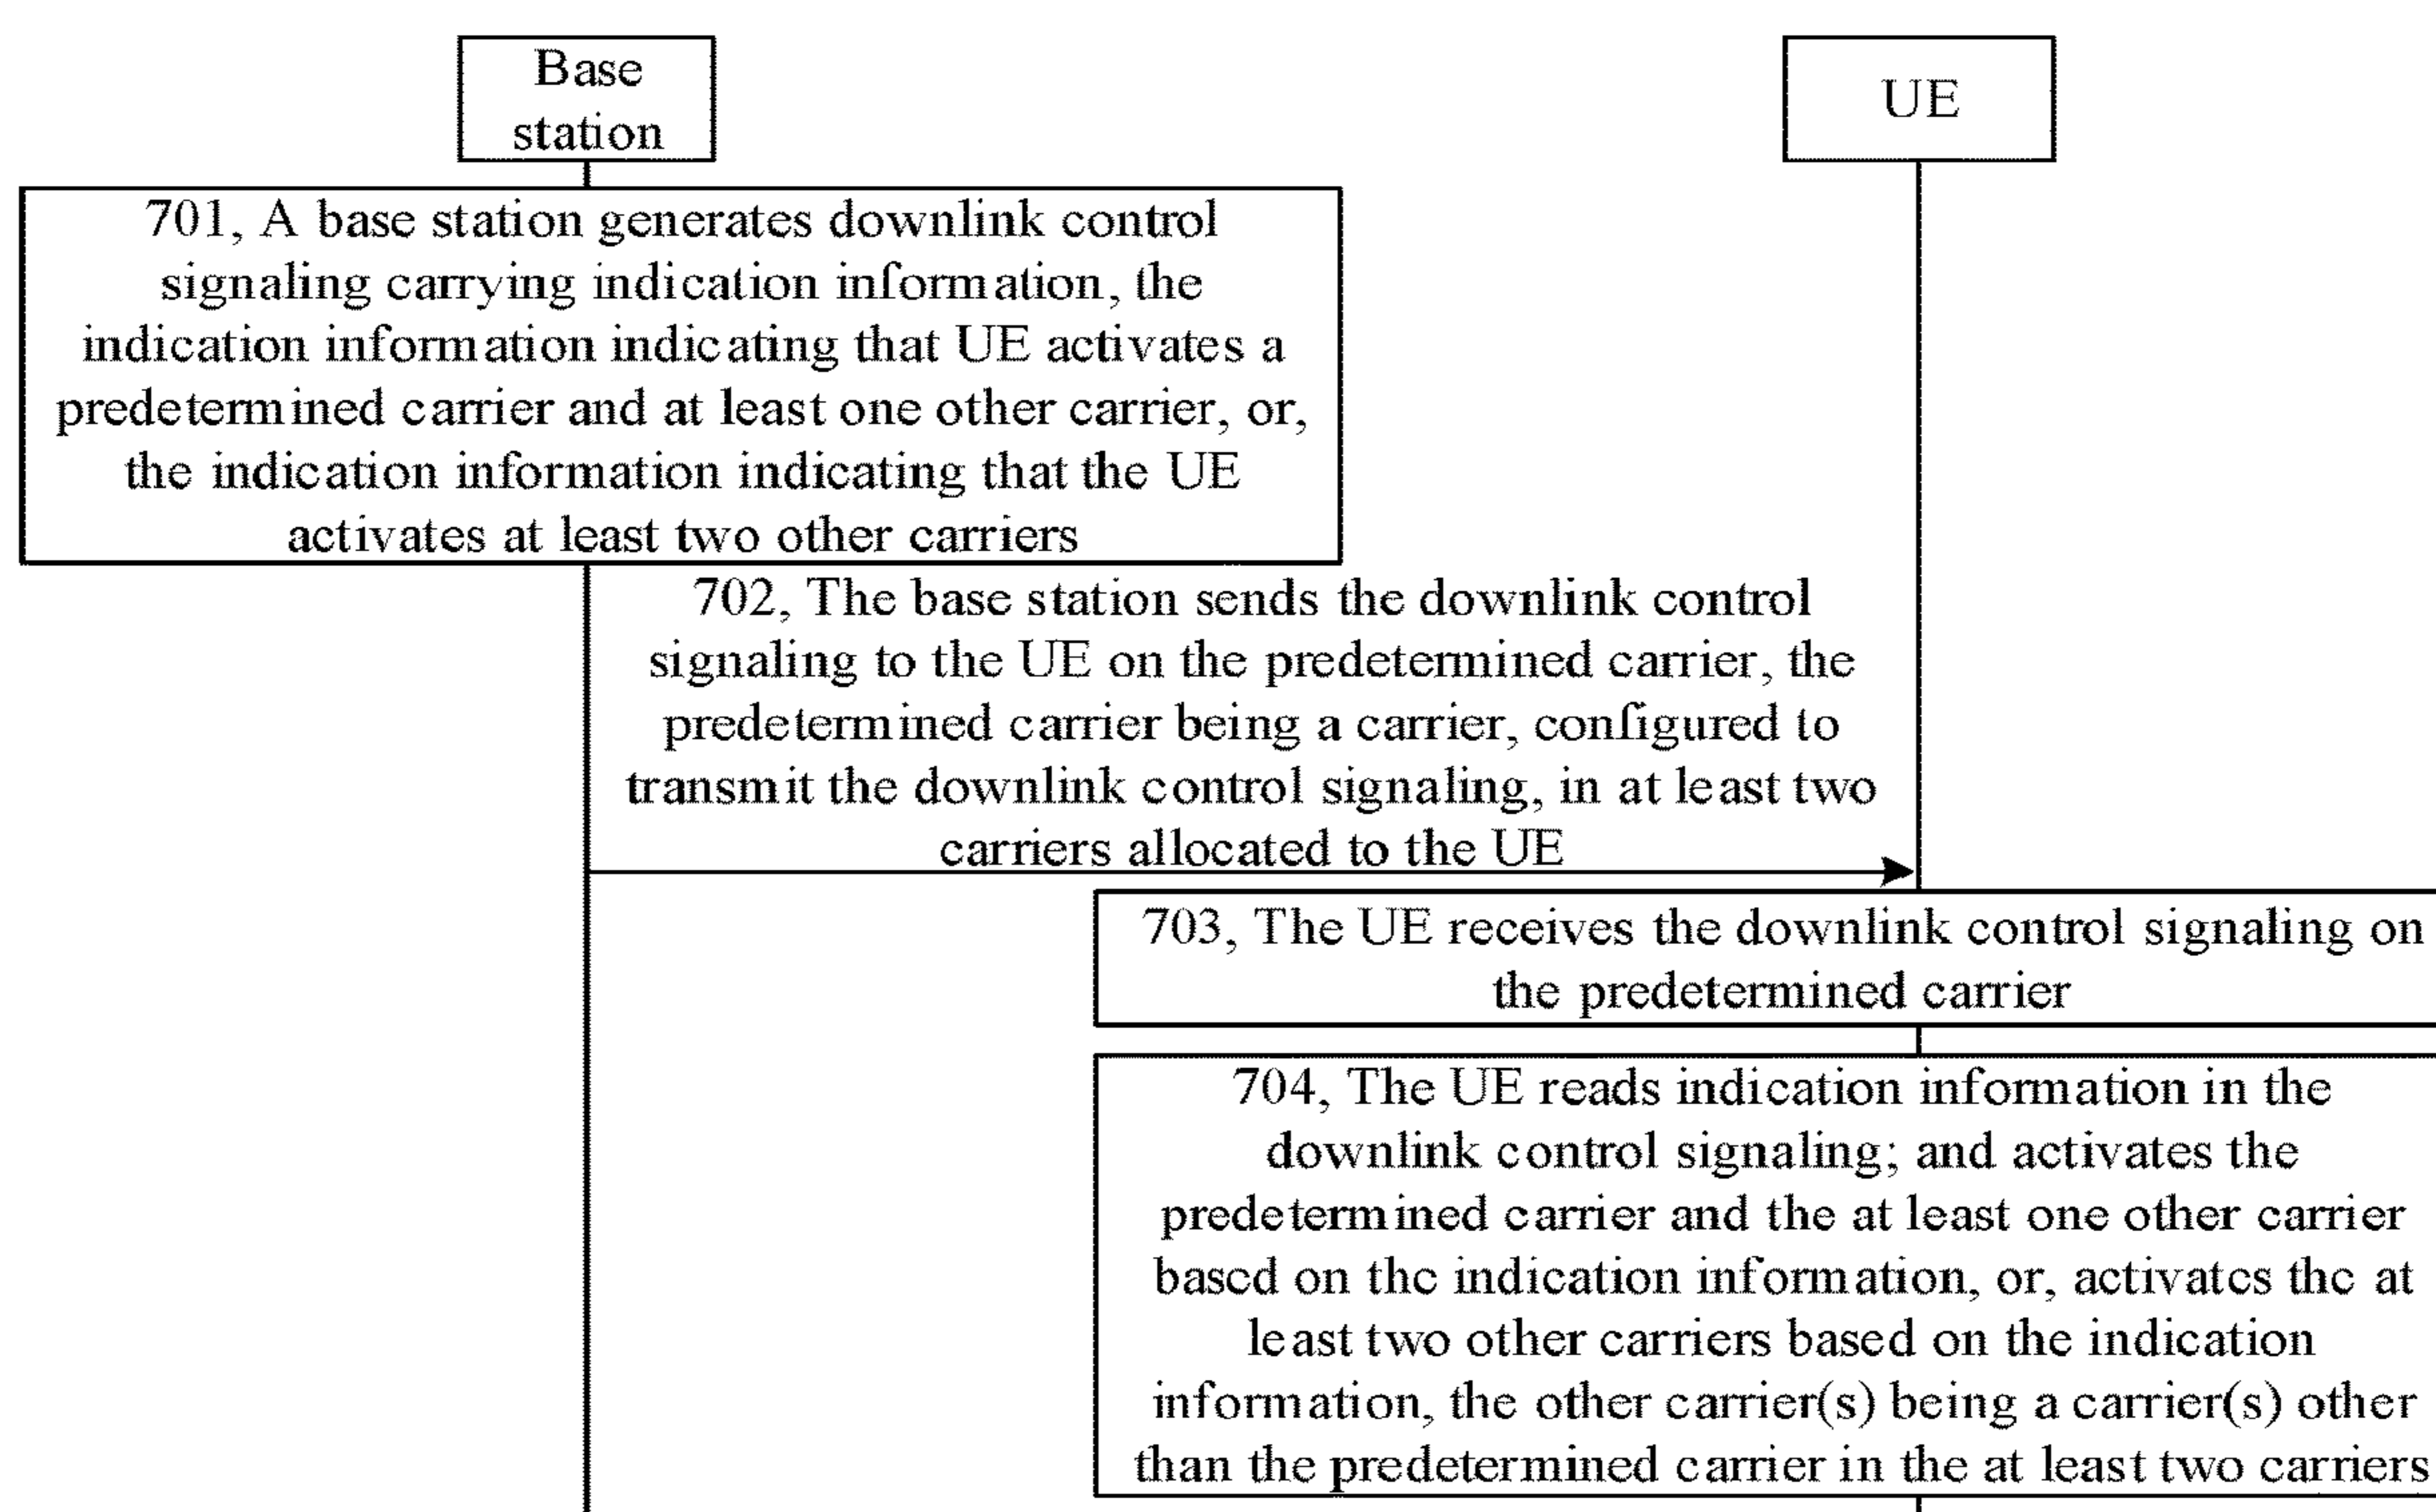 Base
station
UE
701, A base station generates downlink control
signaling carrying indication information, the
indication information indicating that UE activates a
predetermined carrier and at least one other carrier, or,
the indication information indicating that the UE
activates at least two other carriers
702, The base station sends the downlink control
signaling to the UE on the predetermined carrier, the
predetermined carrier being a carrier, configured to
transmit the downlink control signaling, in at least two
carriers allocated to the UE
703, The UE receives the downlink control signaling on
the predetermined carrier
704, The UE reads indication information in the
downlink control signaling; and activates the
predetermined carrier and the at least one other carrier
based on the indication information, or, activates the at
least two other carriers based on the indication
information, the other carrier(s) being a carrier(s) other
than the predetermined carrier in the at least two carriers